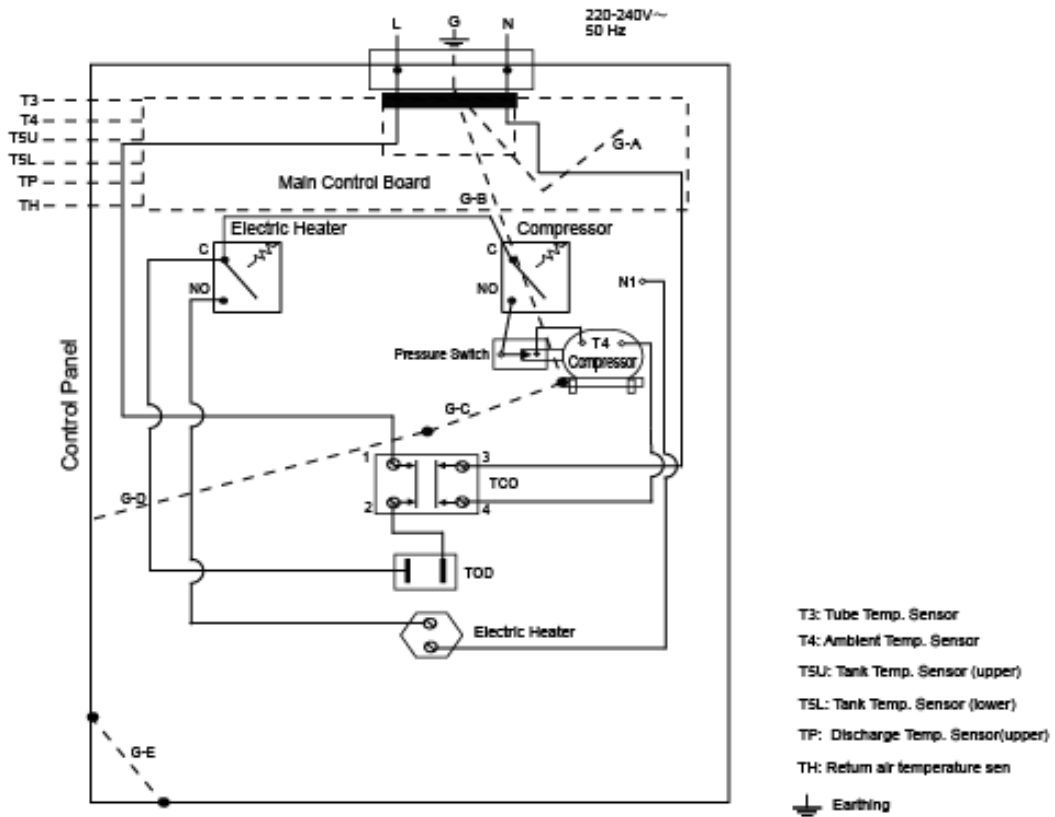 220-240V~
50 Hz
L
G
N
T3
T4
T5U
T5L
TP
TH
G-A
Main Control Board
G-B
Electric Heater
Compressor
C
C
NO
NO
N1
Pressure Switch
T4
Compressor
Control Panel
G-C
1
3
TCO
G-D
2
4
TOD
Electric Heater
G-E
T3: Tube Temp. Sensor
T4: Ambient Temp. Sensor
T5U: Tank Temp. Sensor (upper)
T5L: Tank Temp. Sensor (lower)
TP: Discharge Temp. Sensor(upper)
TH: Return air temperature sen
Earthing